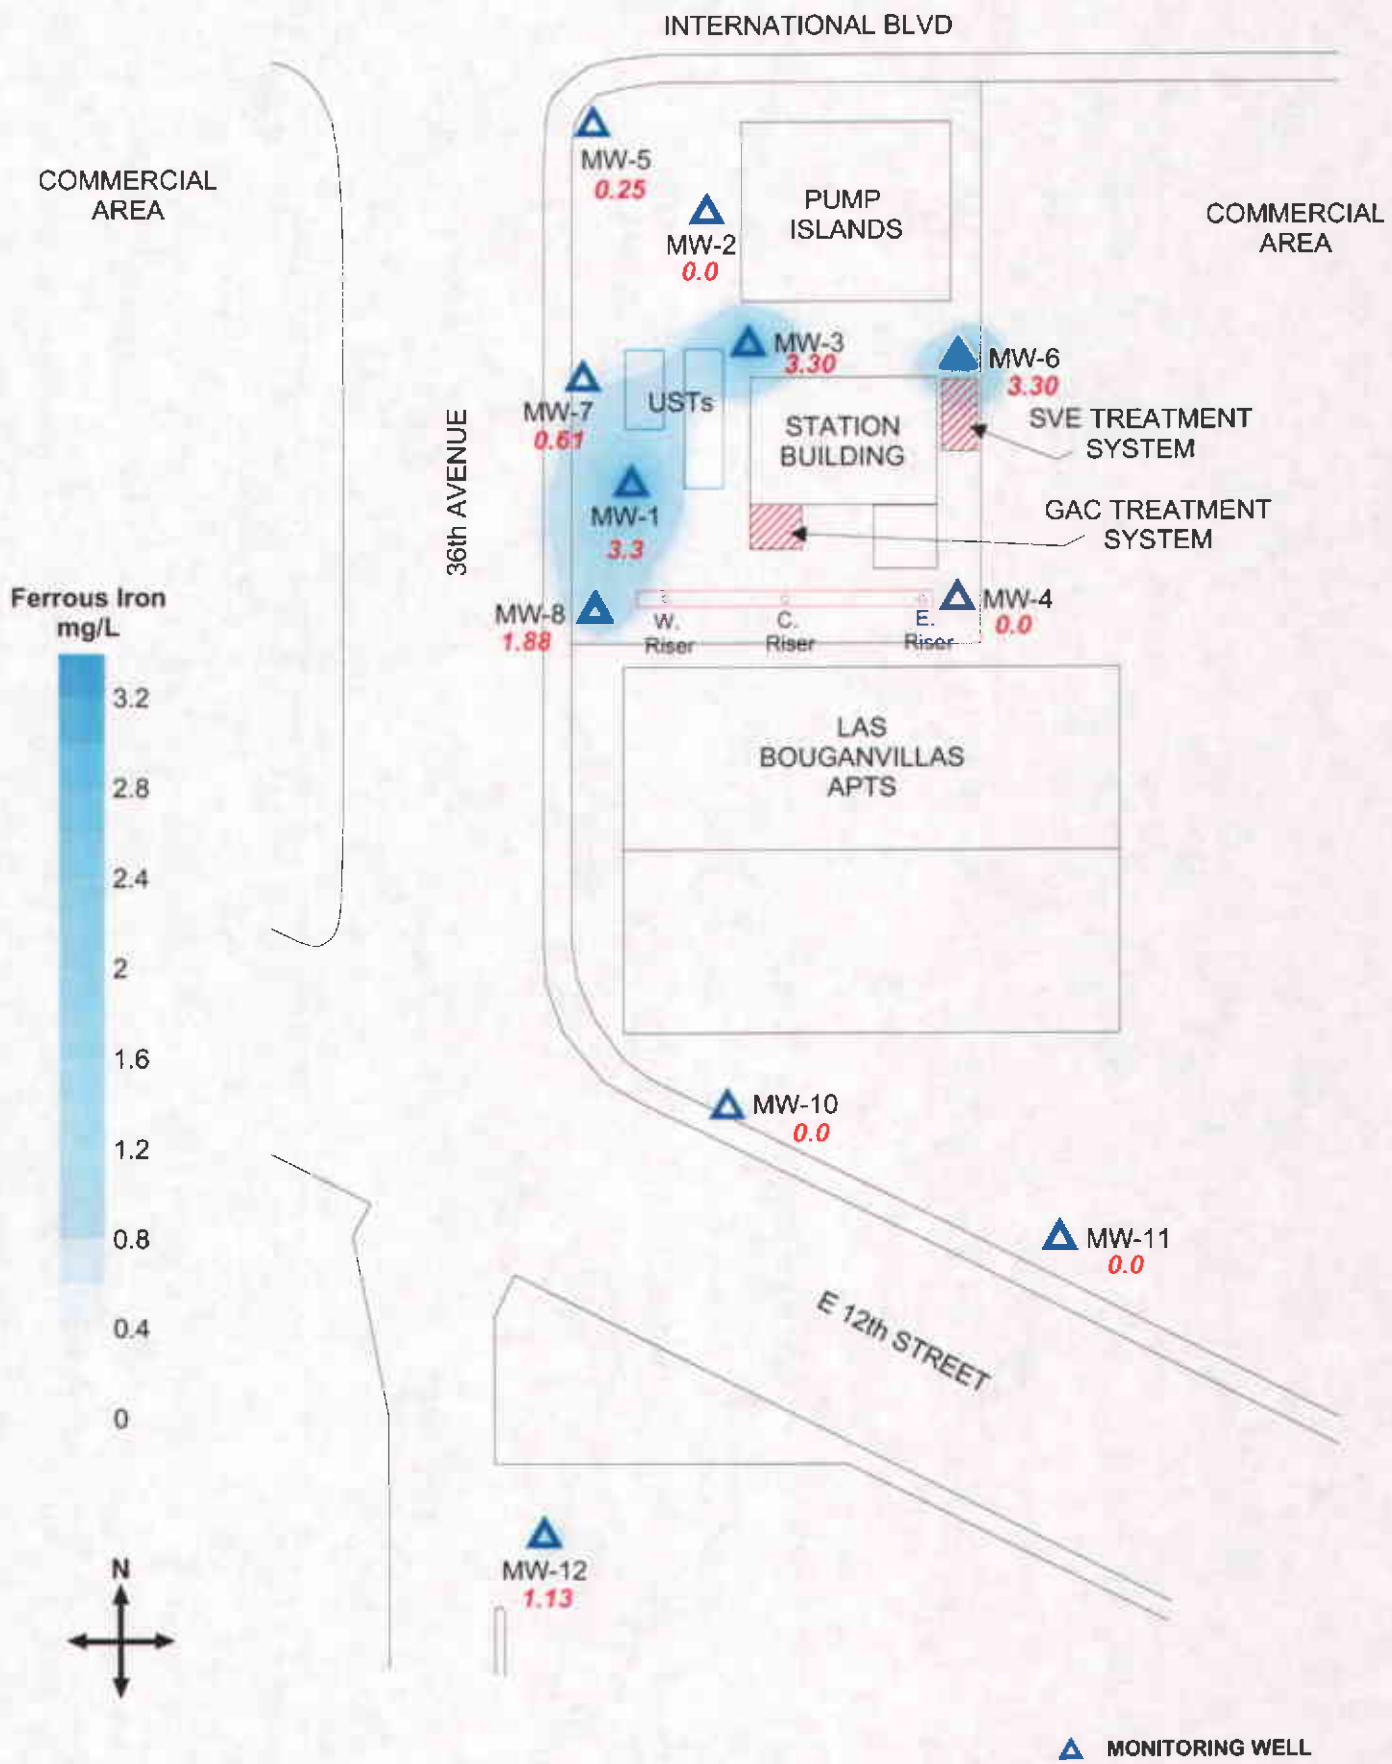 INTERNATIONAL BLVD
COMMERCIAL
AREA
MW-5
0.25
MW-2
0.0
PUMP
ISLANDS
COMMERCIAL
AREA
MW-3
3.30
MW-6
3.30
MW-7
0.61
USTs
STATION
BUILDING
SVE TREATMENT
SYSTEM
36th AVENUE
MW-1
3.3
GAC TREATMENT
SYSTEM
MW-8
1.88
W.
Riser
C.
Riser
E.
Riser
MW-4
0.0
Ferrous Iron
mg/L
3.2
2.8
2.4
2
1.6
1.2
0.8
0.4
0
LAS
BOUGANVILLAS
APTS
MW-10
0.0
MW-11
0.0
E 12th STREET
MW-12
1.13
N
MONITORING WELL